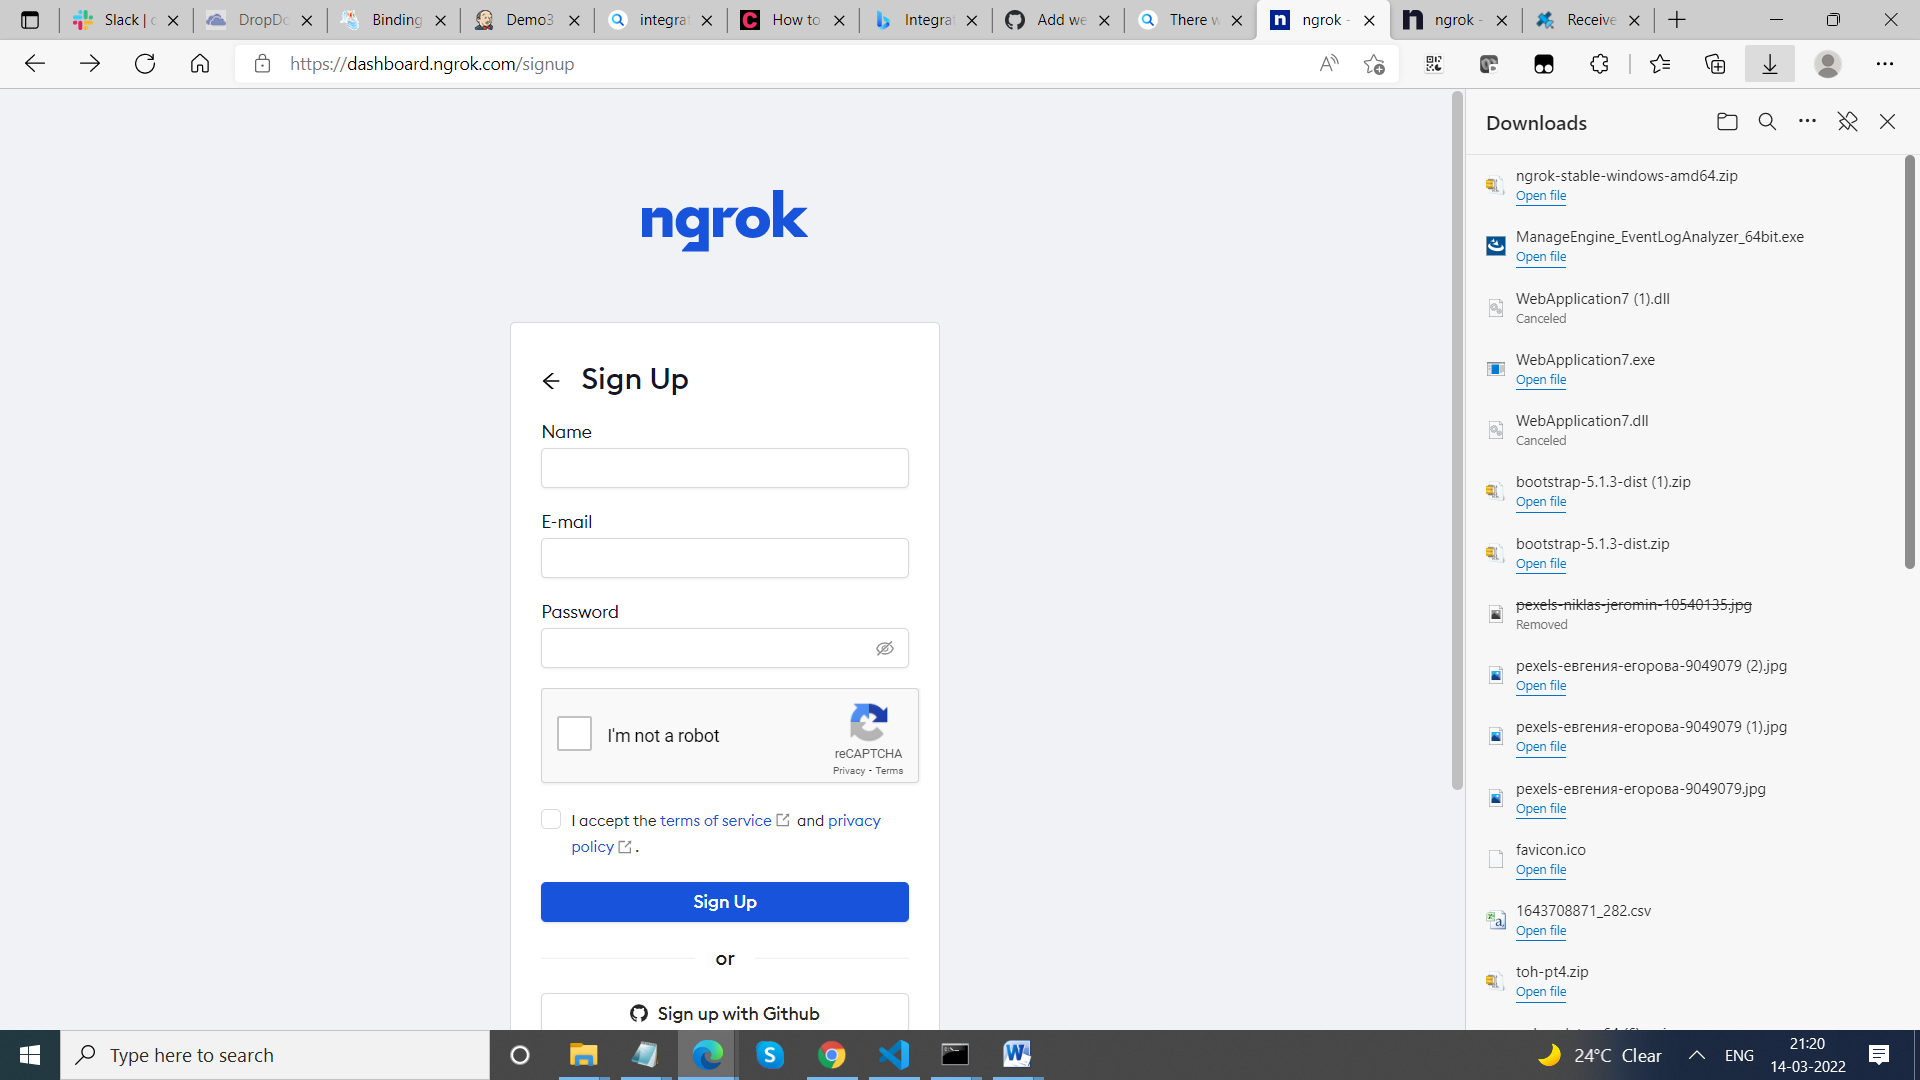 Slack | c
DropDo
Binding
Demo3
integrat
How to
Integrat
Add we
There w
ngrok -
ngrok -
Receive
https://dashboard.ngrok.com/signup
ngrok
Sign Up
Name
E-mail
Password
I'm not a robot
reCAPTCHA
Privacy - Terms
I accept the terms of service and privacy
policy .
Sign Up
or
Sign up with Github
Downloads
ngrok-stable-windows-amd64.zip
Open file
ManageEngine_EventLogAnalyzer_64bit.exe
Open file
WebApplication7 (1).dll
Canceled
WebApplication7.exe
Open file
WebApplication7.dll
Canceled
bootstrap-5.1.3-dist (1).zip
Open file
bootstrap-5.1.3-dist.zip
Open file
pexels-niklas-jeromin-10540135.jpg
Removed
pexels-евгения-егорова-9049079 (2).jpg
Open file
pexels-евгения-егорова-9049079 (1).jpg
Open file
pexels-евгения-егорова-9049079.jpg
Open file
favicon.ico
Open file
1643708871_282.csv
Open file
toh-pt4.zip
Open file
Type here to search
24°C Clear
ENG
21:20
14-03-2022